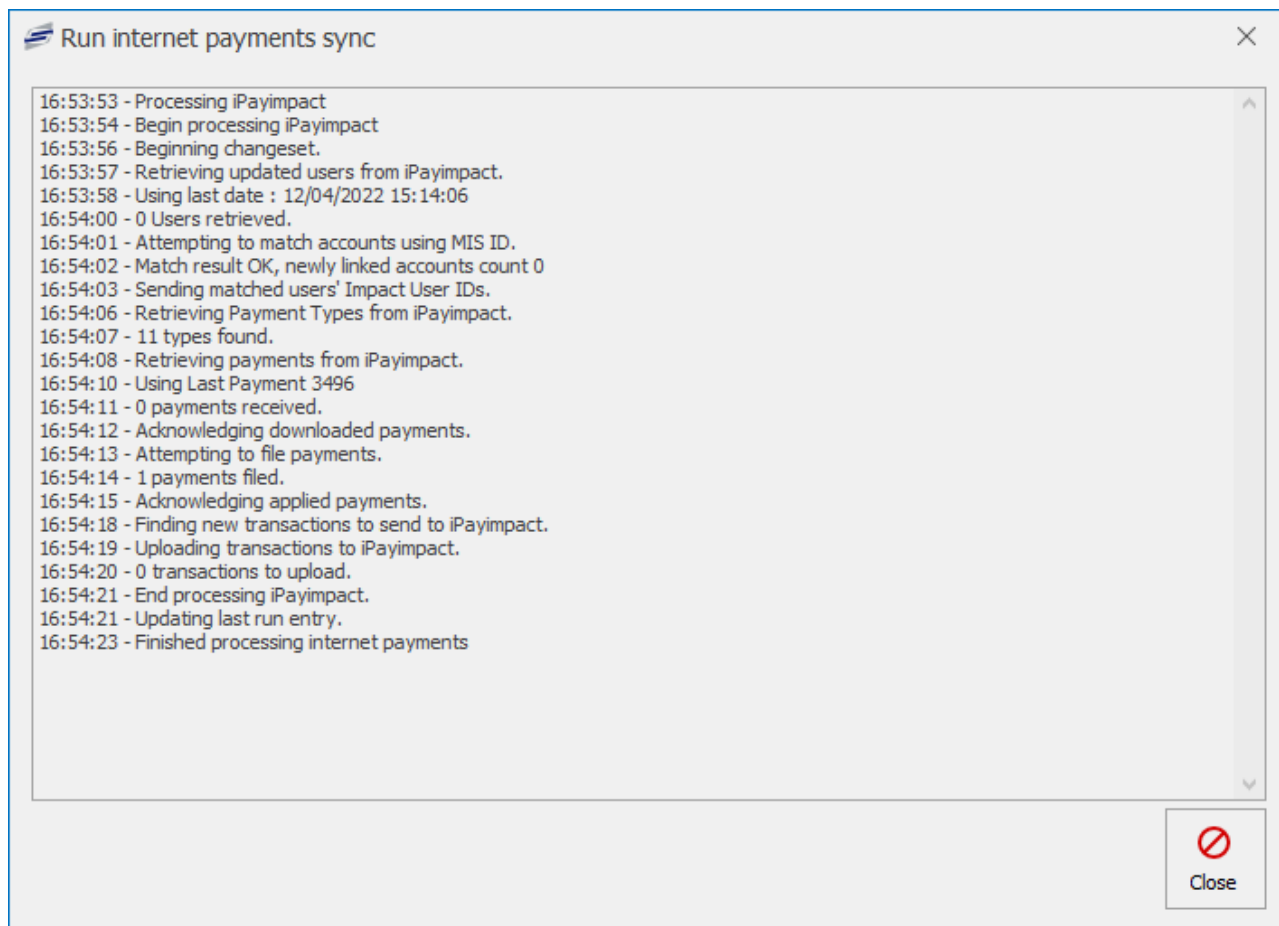 Run internet payments sync
16:53:53 - Processing iPayimpact
16:53:54 - Begin processing iPayimpact
16:53:56 - Beginning changeset.
16:53:57 - Retrieving updated users from iPayimpact.
16:53:58 - Using last date : 12/04/2022 15:14:06
16:54:00 - 0 Users retrieved.
16:54:01 - Attempting to match accounts using MIS ID.
16:54:02 - Match result OK, newly linked accounts count 0
16:54:03 - Sending matched users' Impact User IDs.
16:54:06 - Retrieving Payment Types from iPayimpact.
16:54:07 - 11 types found.
16:54:08 - Retrieving payments from iPayimpact.
16:54:10 - Using Last Payment 3496
16:54:11 - 0 payments received.
16:54:12 - Acknowledging downloaded payments.
16:54:13 - Attempting to file payments.
16:54:14 - 1 payments filed.
16:54:15 - Acknowledging applied payments.
16:54:18 - Finding new transactions to send to iPayimpact.
16:54:19 - Uploading transactions to iPayimpact.
16:54:20 - 0 transactions to upload.
16:54:21 - End processing iPayimpact.
16:54:21 - Updating last run entry.
16:54:23 - Finished processing internet payments
Close